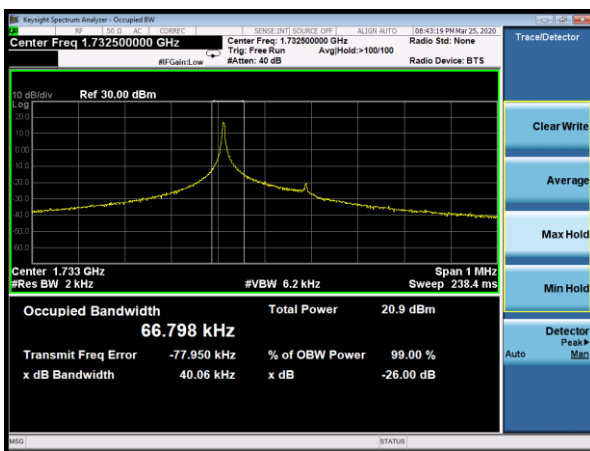 Keysight Spectrum Analyzer - Occupied BW
RF 50 Ω AC CORREC SENSE:INT SOURCE OFF ALIGN AUTO 08:43:19 PM Mar 25, 2020
Center Freq 1.732500000 GHz Center Freq: 1.732500000 GHz Radio Std: None
Trig: Free Run Avg|Hold:>100/100
#IFGain:Low #Atten: 40 dB Radio Device: BTS
Trace/Detector
10 dB/div Ref 30.00 dBm
Log
20.0
10.0
0.00
-10.0
-20.0
-30.0
-40.0
-50.0
-60.0
Center 1.733 GHz Span 1 MHz
#Res BW 2 kHz #VBW 6.2 kHz Sweep 238.4 ms
Occupied Bandwidth Total Power 20.9 dBm
66.798 kHz
Transmit Freq Error -77.950 kHz % of OBW Power 99.00 %
x dB Bandwidth 40.06 kHz x dB -26.00 dB
Clear Write
Average
Max Hold
Min Hold
Detector
Peak▶
Auto Man
MSG STATUS